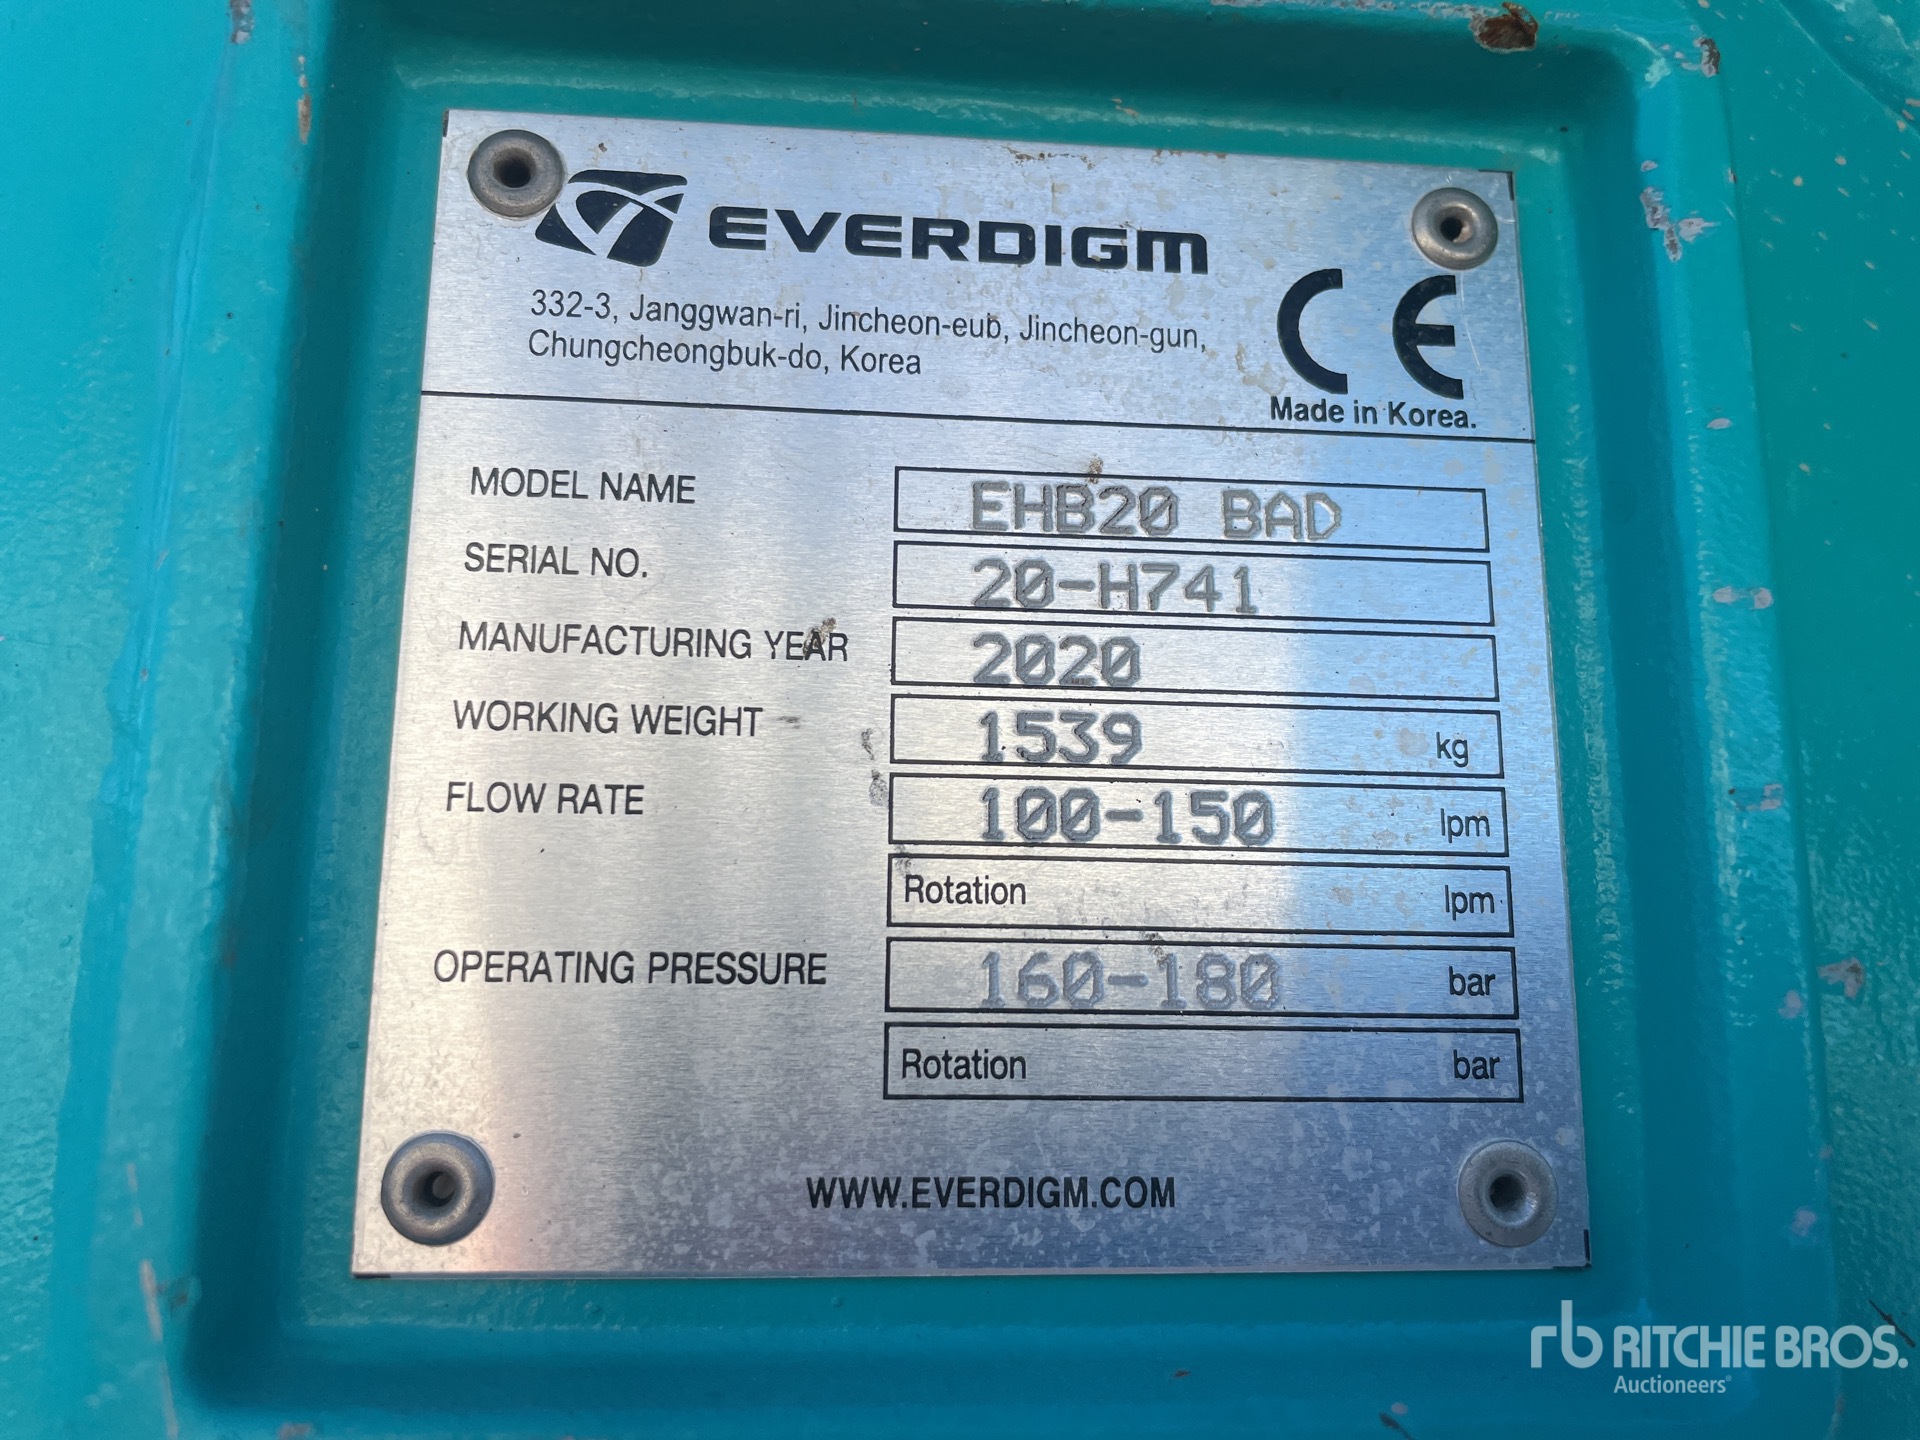 EVERDIGM
332-3, Janggwan-ri, Jincheon-eub, Jincheon-gun,
Chungcheongbuk-do, Korea
CE
Made in Korea.
MODEL NAME EHB20 BAD
SERIAL NO. 20-H741
MANUFACTURING YEAR 2020
WORKING WEIGHT 1539 kg
FLOW RATE 100-150 lpm
Rotation lpm
OPERATING PRESSURE 160-180 bar
Rotation bar
WWW.EVERDIGM.COM
rb RITCHIE BROS.
Auctioneers